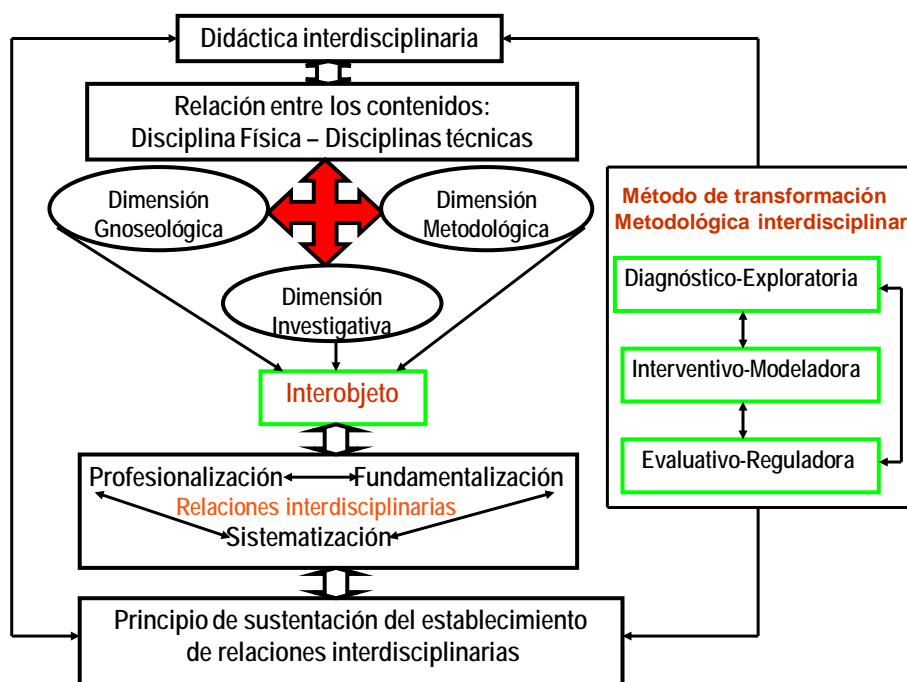 Didáctica interdisciplinaria
Relación entre los contenidos:
Disciplina Física – Disciplinas técnicas
Dimensión
Gnoseológica
Dimensión
Metodológica
Dimensión
Investigativa
Interobjeto
Profesionalización
Fundamentalización
Relaciones interdisciplinarias
Sistematización
Principio de sustentación del establecimiento
de relaciones interdisciplinarias
Método de transformación
Metodológica interdisciplinar
Diagnóstico-Exploratoria
Interventivo-Modeladora
Evaluativo-Reguladora